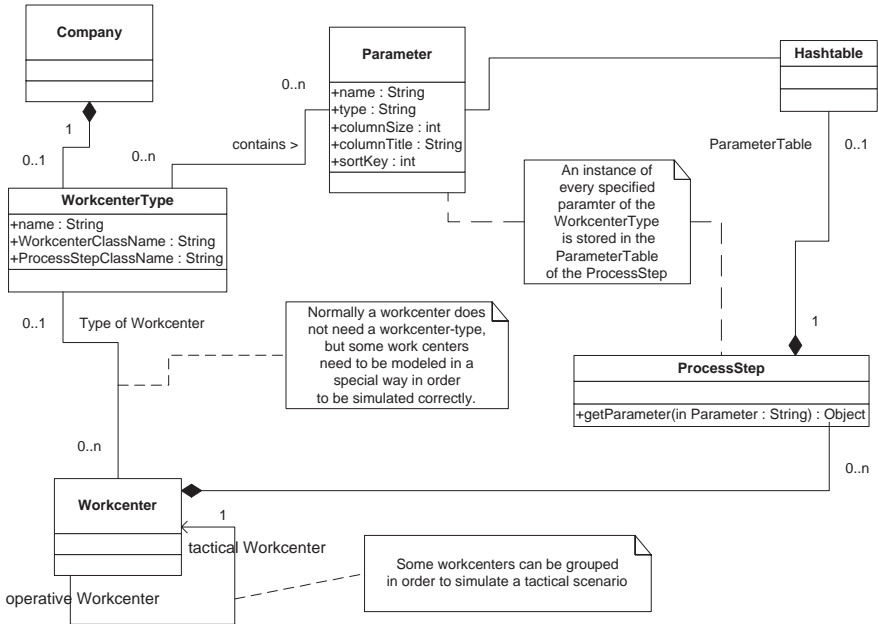 Company
Parameter
+name : String
+type : String
+columnSize : int
+columnTitle : String
+sortKey : int
Hashtable
0..n
1
contains >
0..1
0..n
ParameterTable
0..1
An instance of
every specified
paramter of the
WorkcenterType
is stored in the
ParameterTable
of the ProcessStep
WorkcenterType
+name : String
+WorkcenterClassName : String
+ProcessStepClassName : String
0..1
Type of Workcenter
Normally a workcenter does
not need a workcenter-type,
but some work centers
need to be modeled in a
special way in order
to be simulated correctly.
1
ProcessStep
+getParameter(in Parameter : String) : Object
0..n
0..n
Workcenter
1
tactical Workcenter
operative Workcenter
Some workcenters can be grouped
in order to simulate a tactical scenario